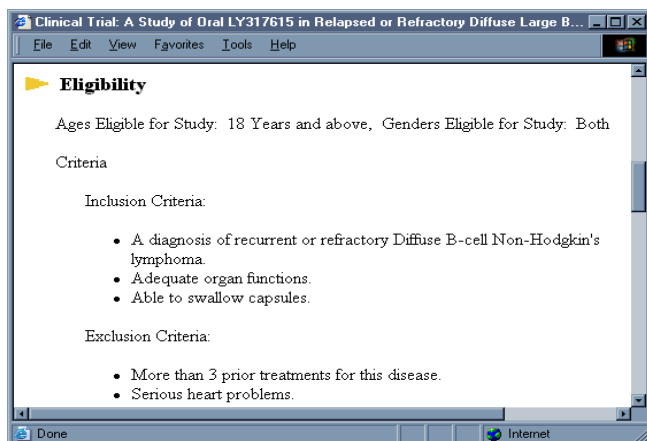 Clinical Trial: A Study of Oral LY317615 in Relapsed or Refractory Diffuse Large B...
File Edit View Favorites Tools Help
Eligibility
Ages Eligible for Study: 18 Years and above, Genders Eligible for Study: Both
Criteria
Inclusion Criteria:
• A diagnosis of recurrent or refractory Diffuse B-cell Non-Hodgkin's
lymphoma.
• Adequate organ functions.
• Able to swallow capsules.
Exclusion Criteria:
• More than 3 prior treatments for this disease.
• Serious heart problems.
Done Internet